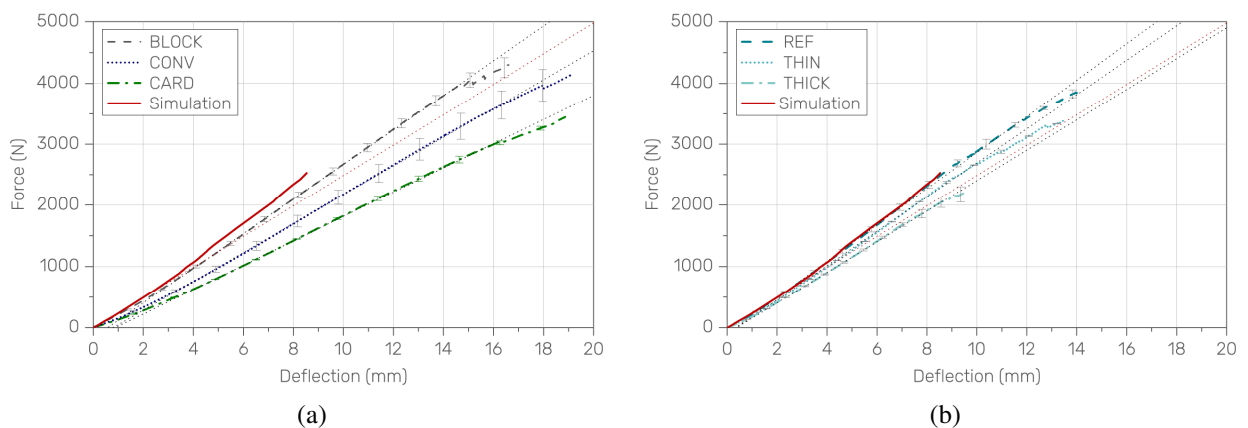 5000
4000
3000
2000
1000
0
Force (N)
BLOCK
CONV
CARD
Simulation
0 2 4 6 8 10 12 14 16 18 20
Deflection (mm)
(a)
5000
4000
3000
2000
1000
0
Force (N)
REF
THIN
THICK
Simulation
0 2 4 6 8 10 12 14 16 18 20
Deflection (mm)
(b)